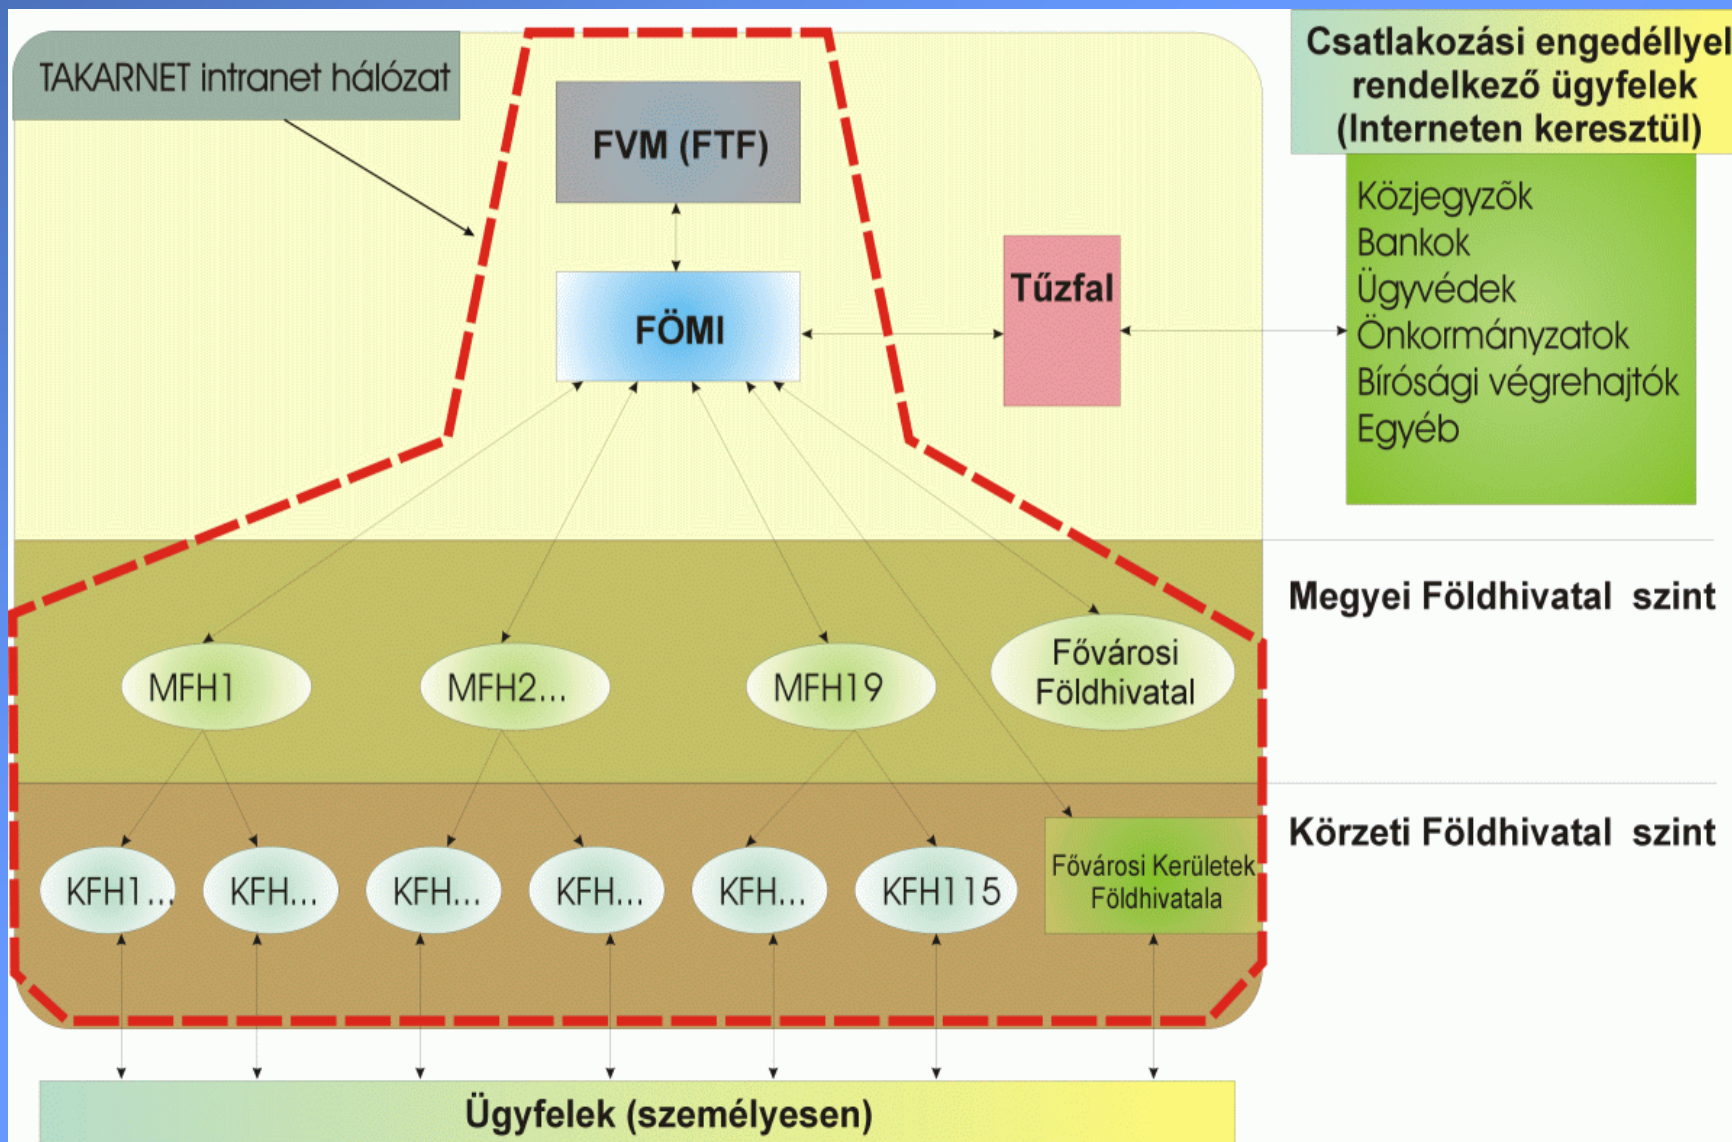 TAKARNET intranet hálózat
FVM (FTF)
FÖMI
Tűzfal
Csatlakozási engedéllyel
rendelkező ügyfelek
(Interneten keresztül)
Közjegyzõk
Bankok
Ügyvédek
Önkormányzatok
Bírósági végrehajtók
Egyéb
Megyei Földhivatal szint
MFH1
MFH2...
MFH19
Fővárosi
Földhivatal
Körzeti Földhivatal szint
KFH1...
KFH...
KFH...
KFH...
KFH...
KFH115
Fővárosi Kerületek
Földhivatala
Ügyfelek (személyesen)